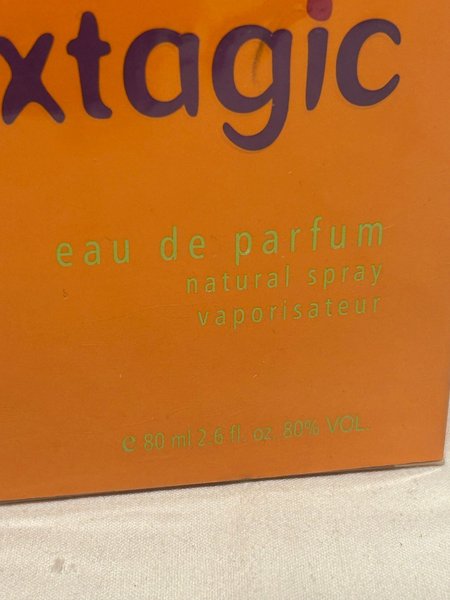 xtagic
eau de parfum
natural spray
vaporisateur
℮ 80 ml 2.6 fl. oz. 80% VOL.